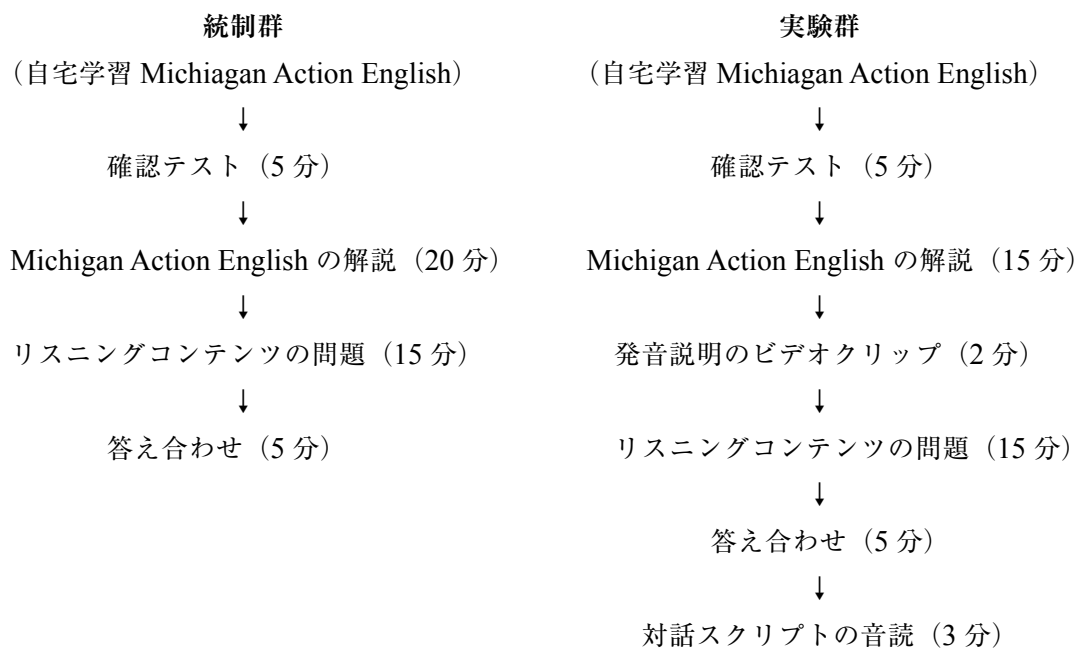 統制群
（自宅学習 Michiagan Action English）
↓
確認テスト（5 分）
↓
Michigan Action English の解説（20 分）
↓
リスニングコンテンツの問題（15 分）
↓
答え合わせ（5 分）
実験群
（自宅学習 Michiagan Action English）
↓
確認テスト（5 分）
↓
Michigan Action English の解説（15 分）
↓
発音説明のビデオクリップ（2 分）
↓
リスニングコンテンツの問題（15 分）
↓
答え合わせ（5 分）
↓
対話スクリプトの音読（3 分）